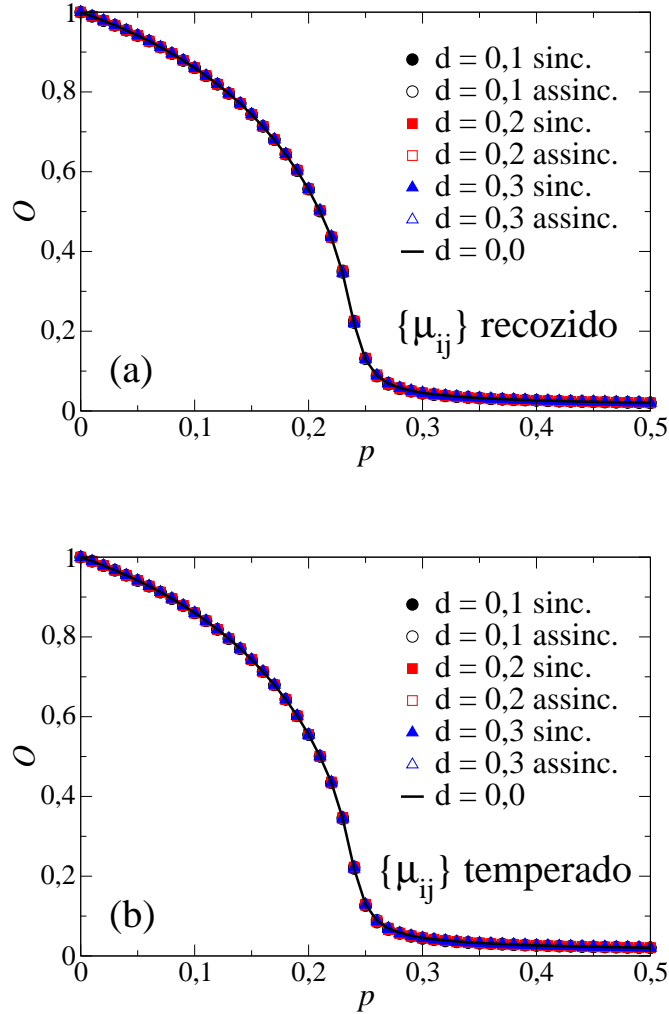 1
0,8
0,6
0,4
0,2
0
O
0
0,1
0,2
0,3
0,4
0,5
p
d = 0,1 sinc.
d = 0,1 assinc.
d = 0,2 sinc.
d = 0,2 assinc.
d = 0,3 sinc.
d = 0,3 assinc.
d = 0,0
{μij} recozido
(a)
1
0,8
0,6
0,4
0,2
0
O
0
0,1
0,2
0,3
0,4
0,5
p
d = 0,1 sinc.
d = 0,1 assinc.
d = 0,2 sinc.
d = 0,2 assinc.
d = 0,3 sinc.
d = 0,3 assinc.
d = 0,0
{μij} temperado
(b)